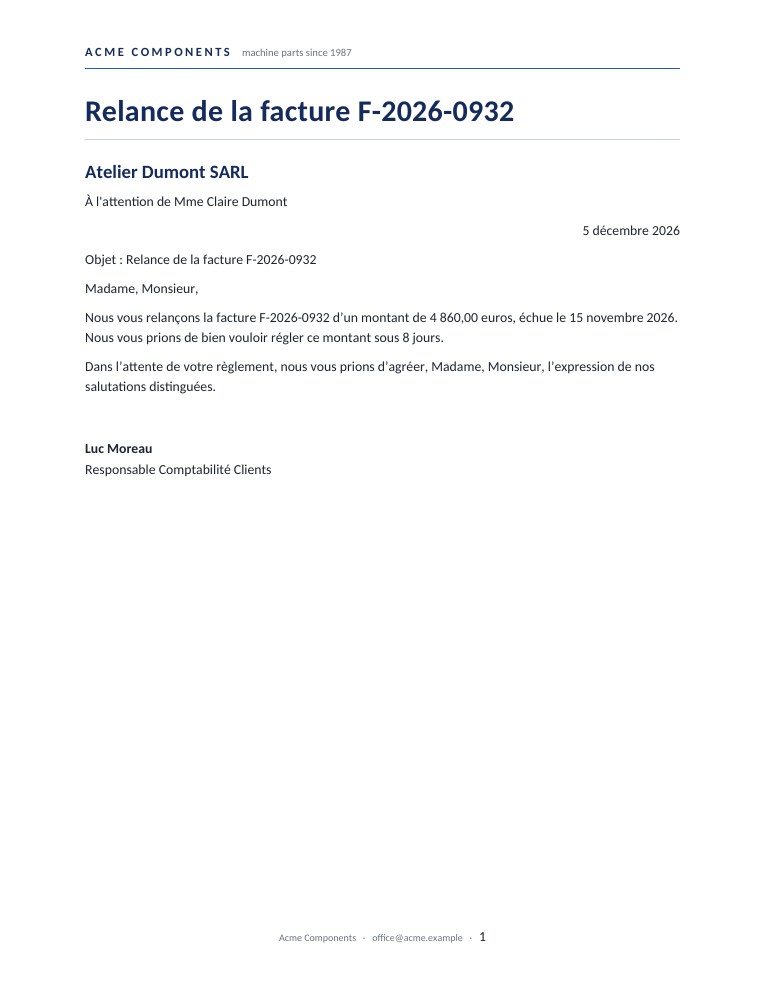 ACME COMPONENTS machine parts since 1987
Relance de la facture F-2026-0932
Atelier Dumont SARL
À l'attention de Mme Claire Dumont
5 décembre 2026
Objet : Relance de la facture F-2026-0932
Madame, Monsieur,
Nous vous relançons la facture F-2026-0932 d’un montant de 4 860,00 euros, échue le 15 novembre 2026.
Nous vous prions de bien vouloir régler ce montant sous 8 jours.
Dans l’attente de votre règlement, nous vous prions d’agréer, Madame, Monsieur, l’expression de nos
salutations distinguées.
Luc Moreau
Responsable Comptabilité Clients
Acme Components · office@acme.example · 1